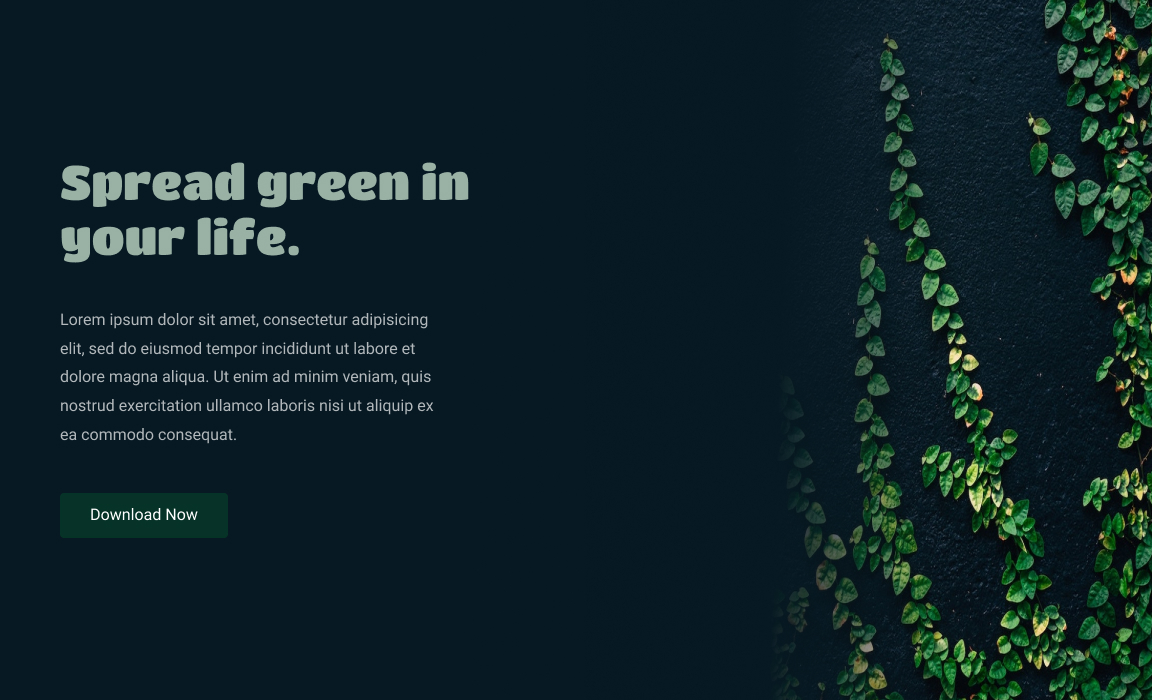 Spread green in
your life.
Lorem ipsum dolor sit amet, consectetur adipisicing
elit, sed do eiusmod tempor incididunt ut labore et
dolore magna aliqua. Ut enim ad minim veniam, quis
nostrud exercitation ullamco laboris nisi ut aliquip ex
ea commodo consequat.
Download Now